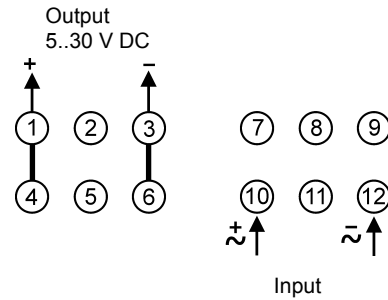 Output
5..30 V DC
+ −
1 2 3 7 8 9
4 5 6 10 11 12
+ ~ − ~
Input